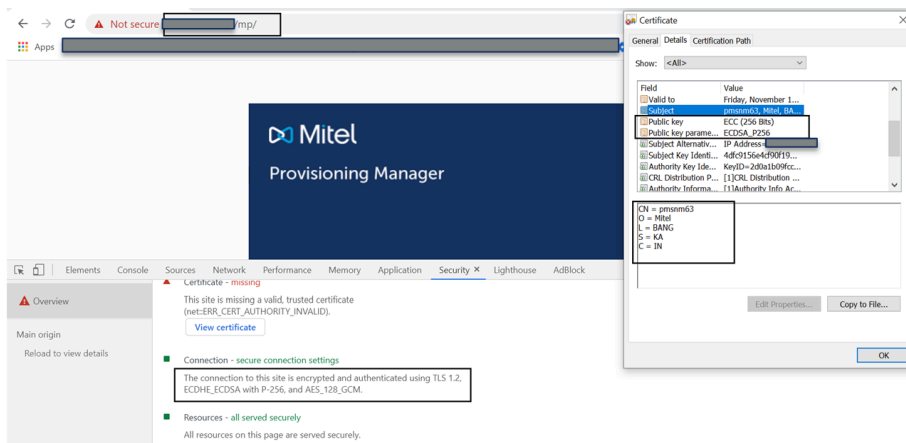 Not secure
/mp/
Apps
Mitel
Provisioning Manager
Elements Console Sources Network Performance Memory Application Security × Lighthouse AdBlock
Overview
Main origin
Reload to view details
Certificate - missing
This site is missing a valid, trusted certificate
(net::ERR_CERT_AUTHORITY_INVALID).
View certificate
Connection - secure connection settings
The connection to this site is encrypted and authenticated using TLS 1.2,
ECDHE_ECDSA with P-256, and AES_128_GCM.
Resources - all served securely
All resources on this page are served securely.
Certificate
General Details Certification Path
Show: <All>
Field Value
Valid to Friday, November 1...
Subject pmsnm63, Mitel, BA...
Public key ECC (256 Bits)
Public key parame... ECDSA_P256
Subject Alternativ... IP Address=
Subject Key Identi... 4dfc9156e4cf90f19...
Authority Key Ide... KeyID=2d0a1b09fcc...
CRL Distribution P... [1]CRL Distribution ...
Authority Informa... [1]Authority Info Ac...
CN = pmsnm63
O = Mitel
L = BANG
S = KA
C = IN
Edit Properties... Copy to File...
OK